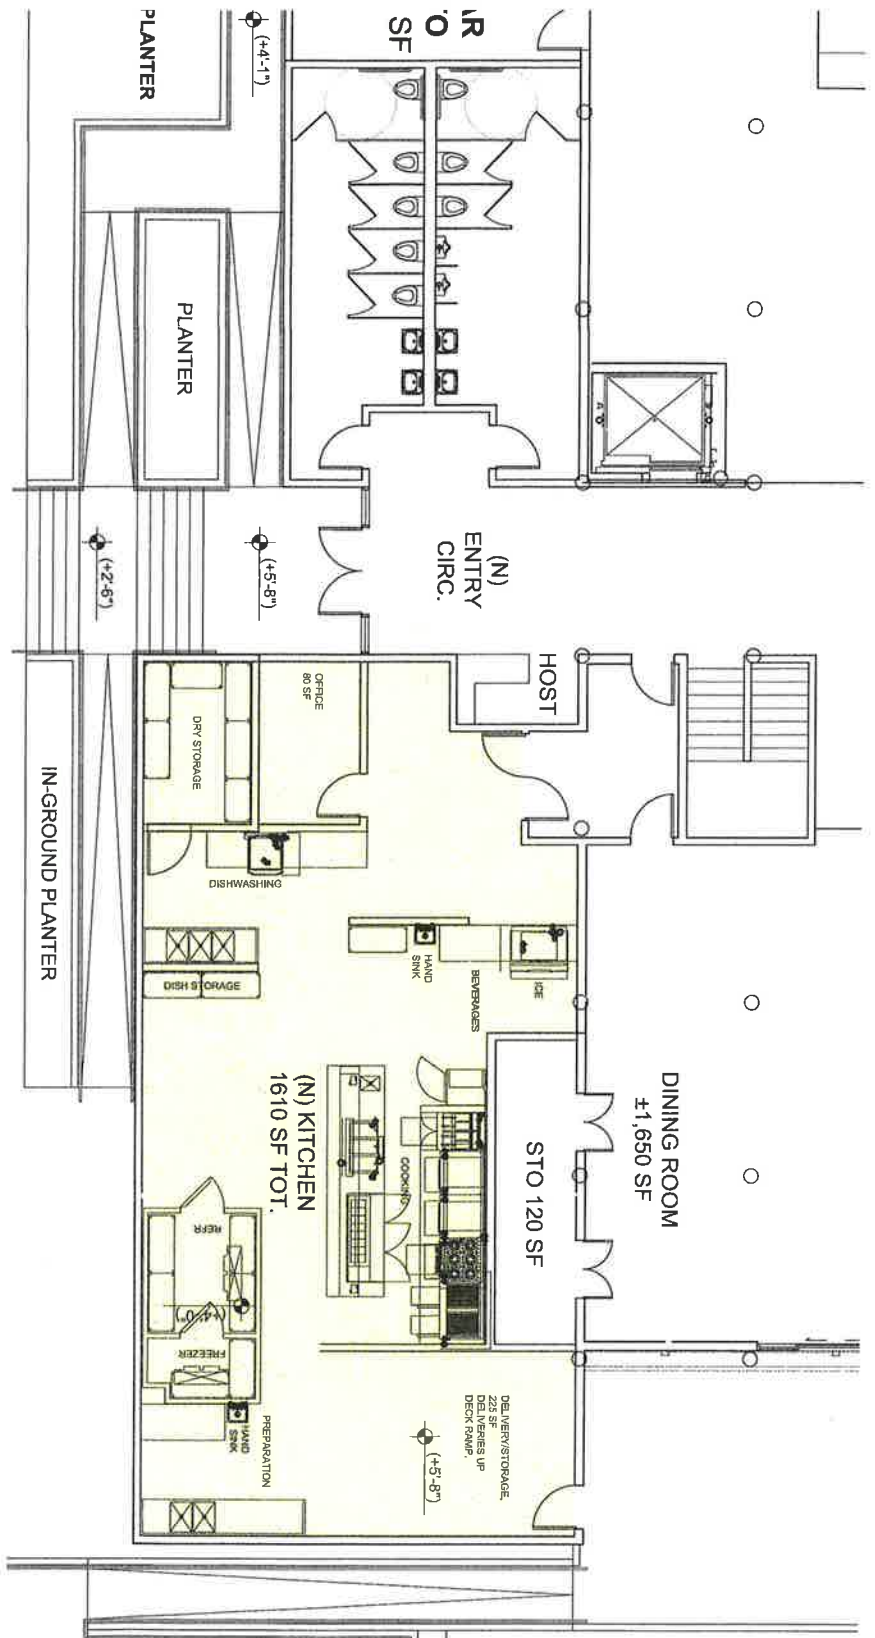 PLANTER
(+4'-1")
AR
TO
SF
PLANTER
(+2'-6")
(+5'-8")
(N)
ENTRY
CIRC.
HOST
OFFICE
80 SF
DRY STORAGE
IN-GROUND PLANTER
DISHWASHING
DISH STORAGE
HAND
SINK
BEVERAGES
ICE
(N) KITCHEN
1610 SF TOT.
COOKING
STO 120 SF
DINING ROOM
±1,650 SF
REFR
(+4'-0")
FREEZER
HAND
SINK
PREPARATION
DELIVERY/STORAGE,
225 SF
DELIVERIES UP
DECK RAMP.
(+5'-8")